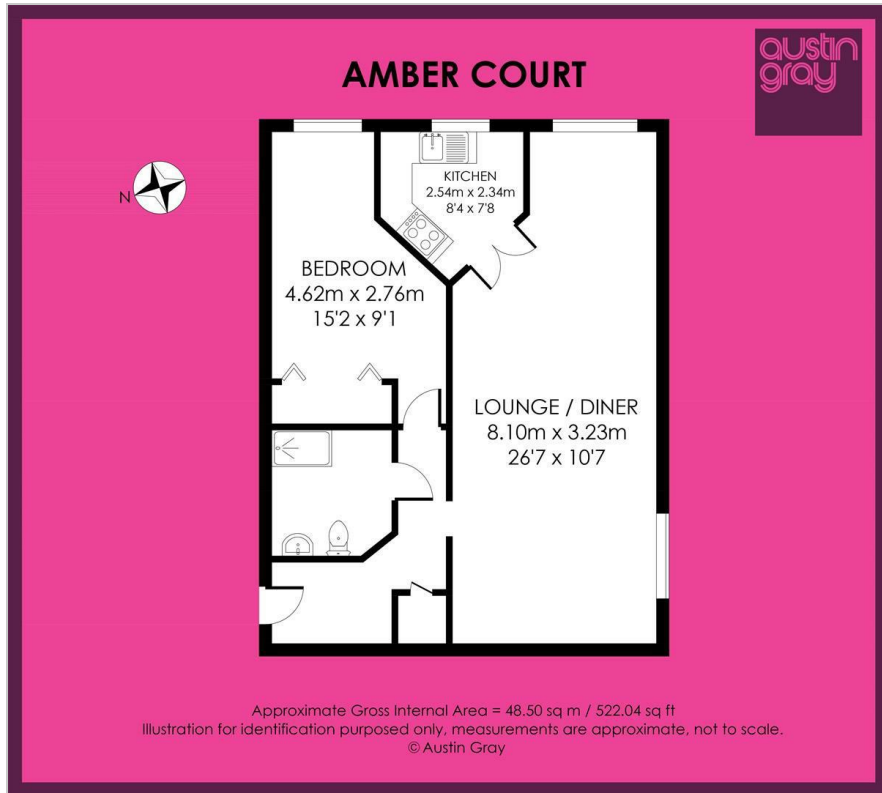 austin
gray
AMBER COURT
N
KITCHEN
2.54m x 2.34m
8'4 x 7'8
BEDROOM
4.62m x 2.76m
15'2 x 9'1
LOUNGE / DINER
8.10m x 3.23m
26'7 x 10'7
Approximate Gross Internal Area = 48.50 sq m / 522.04 sq ft
Illustration for identification purposed only, measurements are approximate, not to scale.
© Austin Gray